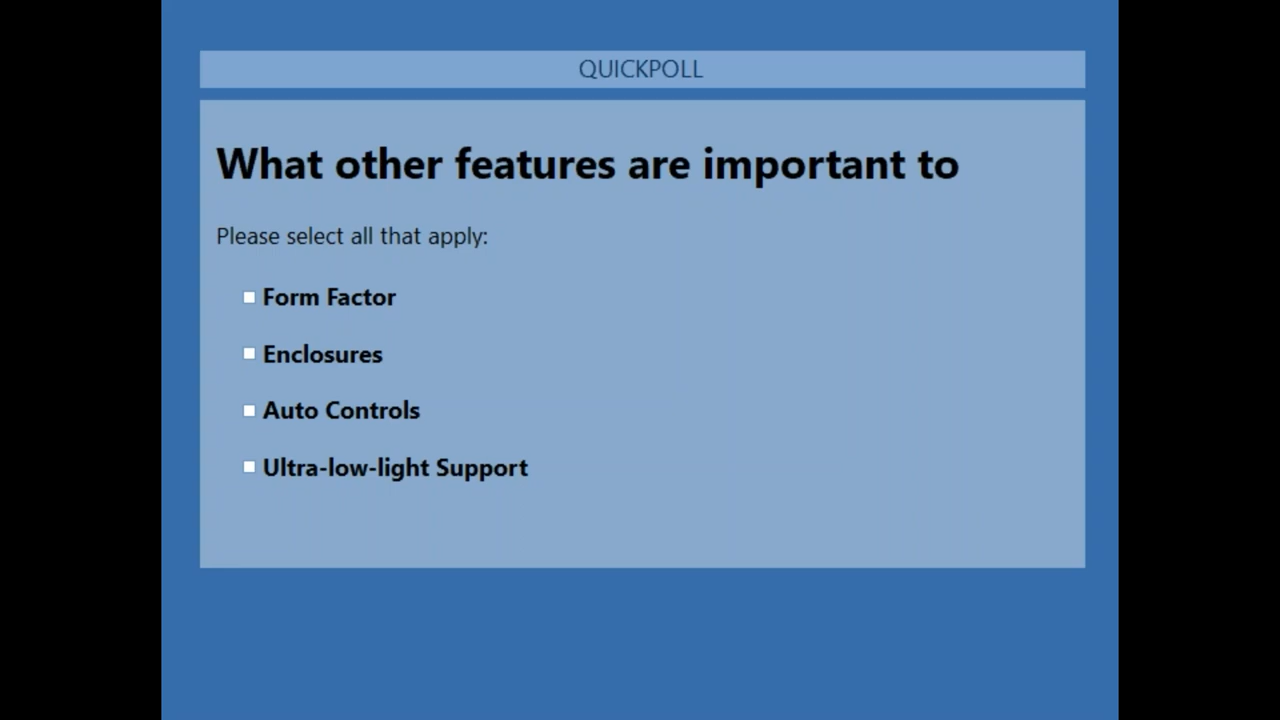 QUICKPOLL
What other features are important to
Please select all that apply:
Form Factor
Enclosures
Auto Controls
Ultra-low-light Support